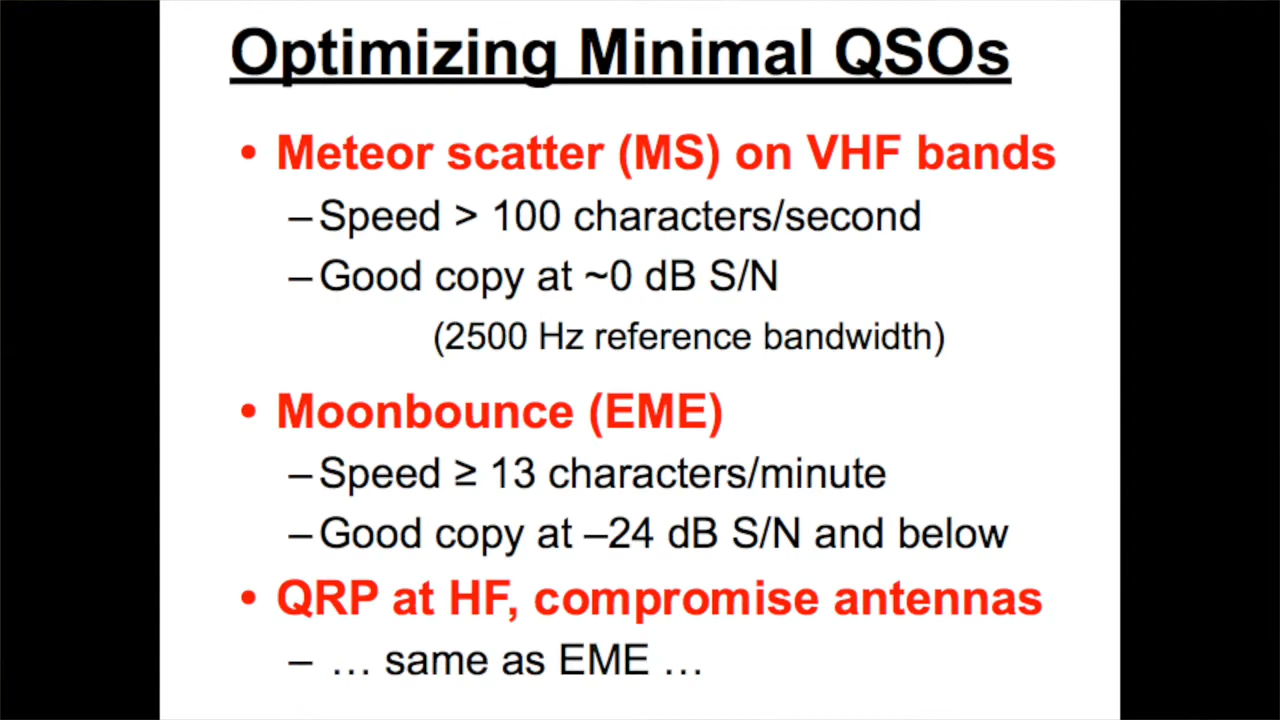 Optimizing Minimal QSOs
• Meteor scatter (MS) on VHF bands
–Speed > 100 characters/second
–Good copy at ~0 dB S/N
(2500 Hz reference bandwidth)
• Moonbounce (EME)
–Speed ≥ 13 characters/minute
–Good copy at –24 dB S/N and below
• QRP at HF, compromise antennas
– … same as EME …